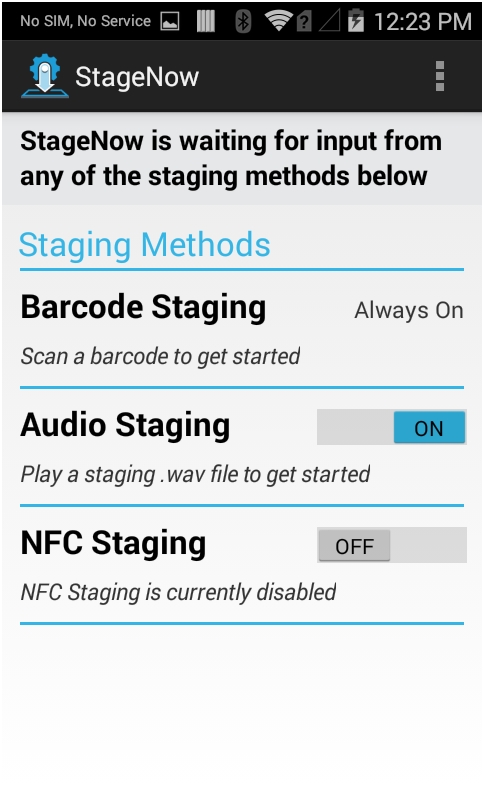 No SIM, No Service 12:23 PM
StageNow
StageNow is waiting for input from
any of the staging methods below
Staging Methods
Barcode Staging Always On
Scan a barcode to get started
Audio Staging ON
Play a staging .wav file to get started
NFC Staging OFF
NFC Staging is currently disabled